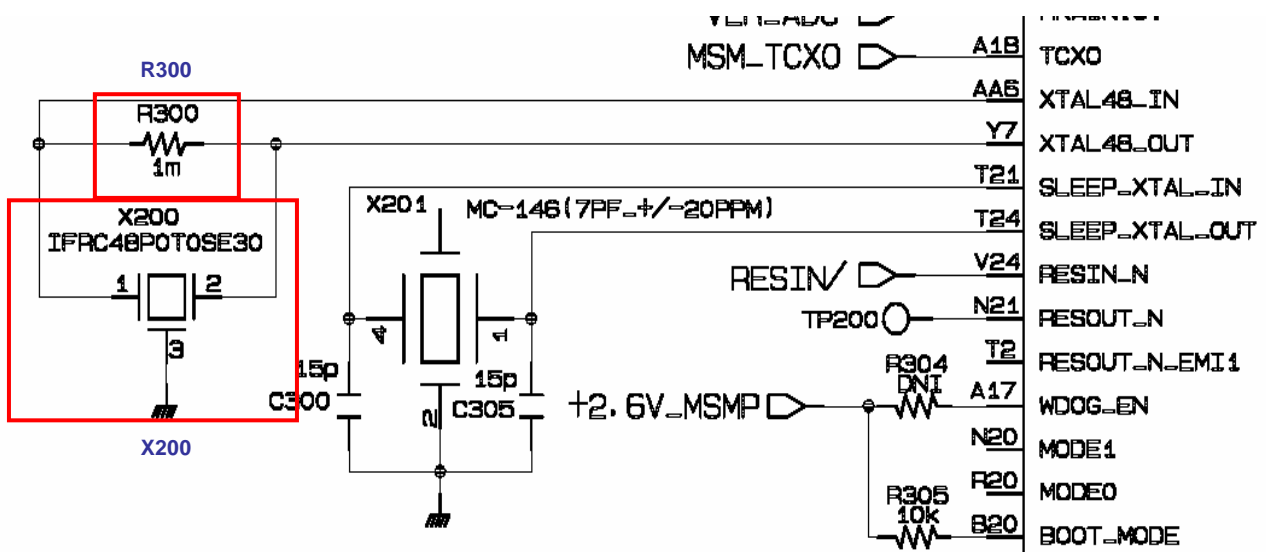 MSM_TCXO
A18
TCXO
R300
AA6
XTAL48_IN
R300
1m
Y7
XTAL48_OUT
T21
SLEEP_XTAL_IN
X201
MC-146(7PF_+/-20PPM)
X200
IFRC48P0T0SE30
T24
SLEEP_XTAL_OUT
1
2
RESIN/
V24
RESIN_N
TP200
N21
RESOUT_N
4
1
3
T2
RESOUT_N_EMI1
15p
C300
15p
C305
2
+2.6V_MSMP
R304
DNI
A17
WDOG_EN
X200
N20
MODE1
R20
MODE0
R305
10k
B20
BOOT_MODE